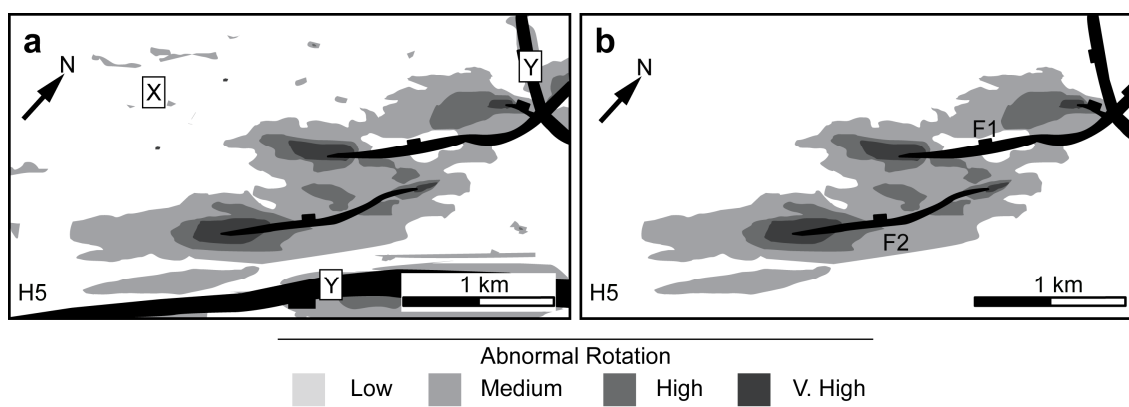 a
N
X
Y
Y
H5
1 km
b
N
F1
F2
H5
1 km
Abnormal Rotation
Low Medium High V. High